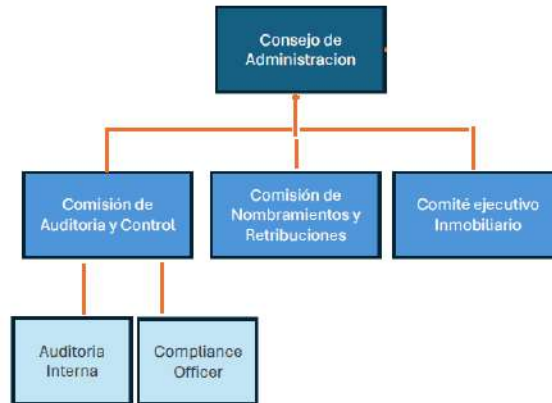 Consejo de
Administracion
Comisión de
Auditoria y Control
Comisión de
Nombramientos y
Retribuciones
Comité ejecutivo
Inmobiliario
Auditoria
Interna
Compliance
Officer